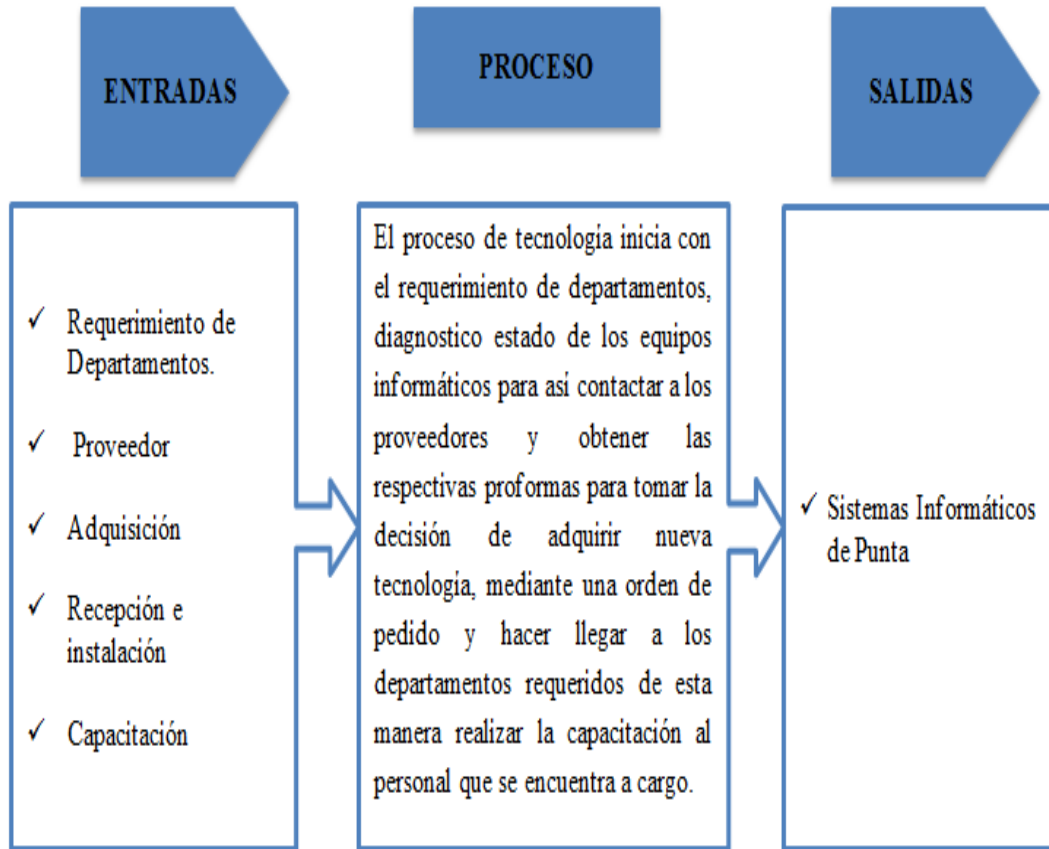 ENTRADAS
PROCESO
SALIDAS
✓ Requerimiento de
Departamentos.
✓ Proveedor
✓ Adquisición
✓ Recepción e
instalación
✓ Capacitación
El proceso de tecnología inicia con
el requerimiento de departamentos,
diagnostico estado de los equipos
informáticos para así contactar a los
proveedores y obtener las
respectivas proformas para tomar la
decisión de adquirir nueva
tecnología, mediante una orden de
pedido y hacer llegar a los
departamentos requeridos de esta
manera realizar la capacitación al
personal que se encuentra a cargo.
✓ Sistemas Informáticos
de Punta